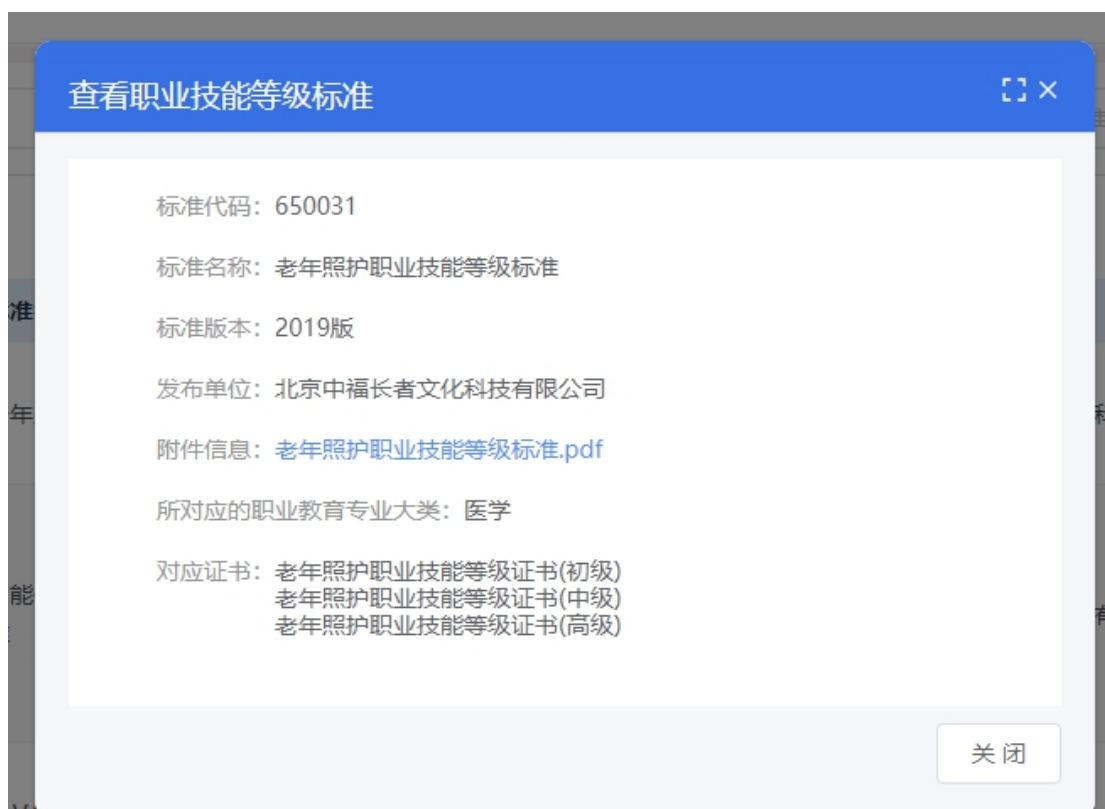 查看职业技能等级标准
标准代码：650031
标准名称：老年照护职业技能等级标准
标准版本：2019版
发布单位：北京中福长者文化科技有限公司
附件信息：老年照护职业技能等级标准.pdf
所对应的职业教育专业大类：医学
对应证书：老年照护职业技能等级证书(初级)
老年照护职业技能等级证书(中级)
老年照护职业技能等级证书(高级)
关闭
准
年
能